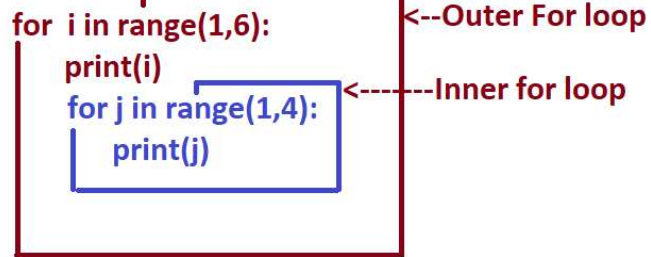 for i in range(1,6): <--Outer For loop
print(i)
<-------Inner for loop
for j in range(1,4):
print(j)